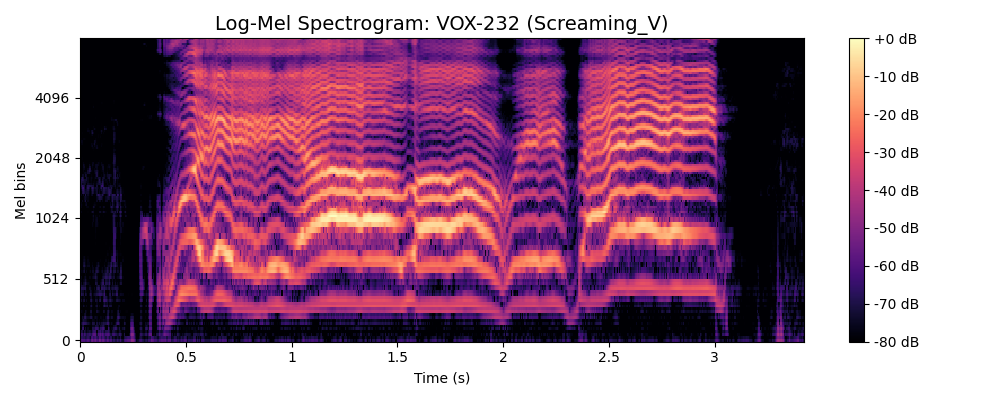 Log-Mel Spectrogram: VOX-232 (Screaming_V)
Mel bins
4096
2048
1024
512
0
0
0.5
1
1.5
2
2.5
3
Time (s)
+0 dB
-10 dB
-20 dB
-30 dB
-40 dB
-50 dB
-60 dB
-70 dB
-80 dB